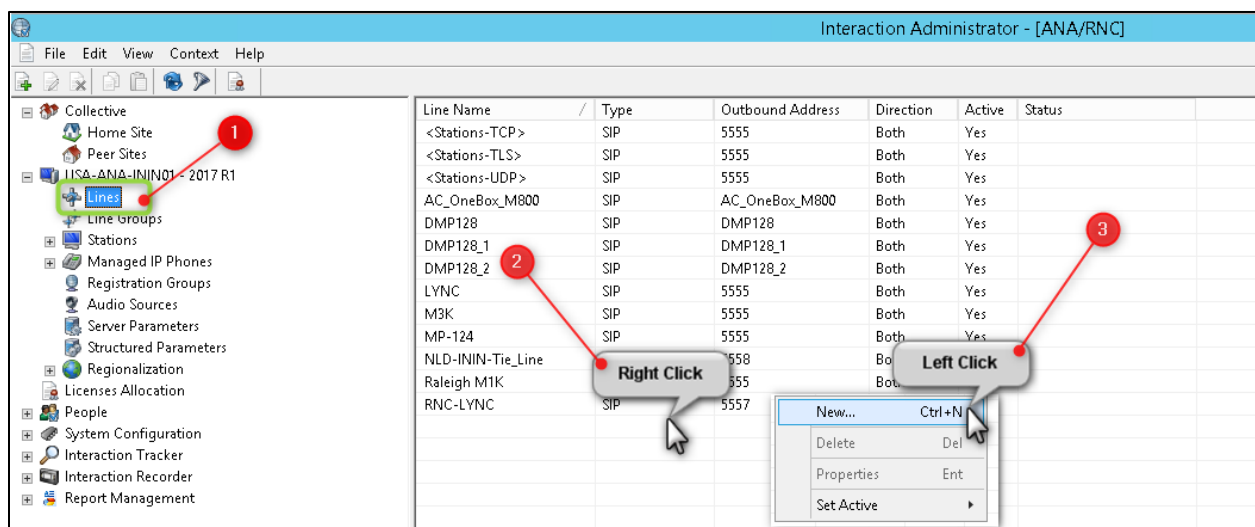 Interaction Administrator - [ANA/RNC]
File Edit View Context Help
Collective
Home Site
Peer Sites
USA-ANA-ININ01 - 2017 R1
Lines
Line Groups
Stations
Managed IP Phones
Registration Groups
Audio Sources
Server Parameters
Structured Parameters
Regionalization
Licenses Allocation
People
System Configuration
Interaction Tracker
Interaction Recorder
Report Management
1
Line Name / Type Outbound Address Direction Active Status
<Stations-TCP> SIP 5555 Both Yes
<Stations-TLS> SIP 5555 Both Yes
<Stations-UDP> SIP 5555 Both Yes
AC_OneBox_M800 SIP AC_OneBox_M800 Both Yes
DMP128 SIP DMP128 Both Yes
DMP128_1 SIP DMP128_1 Both Yes
DMP128_2 SIP DMP128_2 Both Yes
LYNC SIP 5555 Both Yes
M3K SIP 5555 Both Yes
MP-124 SIP 5555 Both Yes
NLD-ININ-Tie_Line
Raleigh M1K
RNC-LYNC SIP 5557
2
Right Click
3
Left Click
New... Ctrl+N
Delete Del
Properties Ent
Set Active